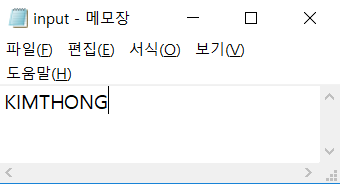 input - 메모장
파일(F) 편집(E) 서식(O) 보기(V)
도움말(H)
KIMTHONG